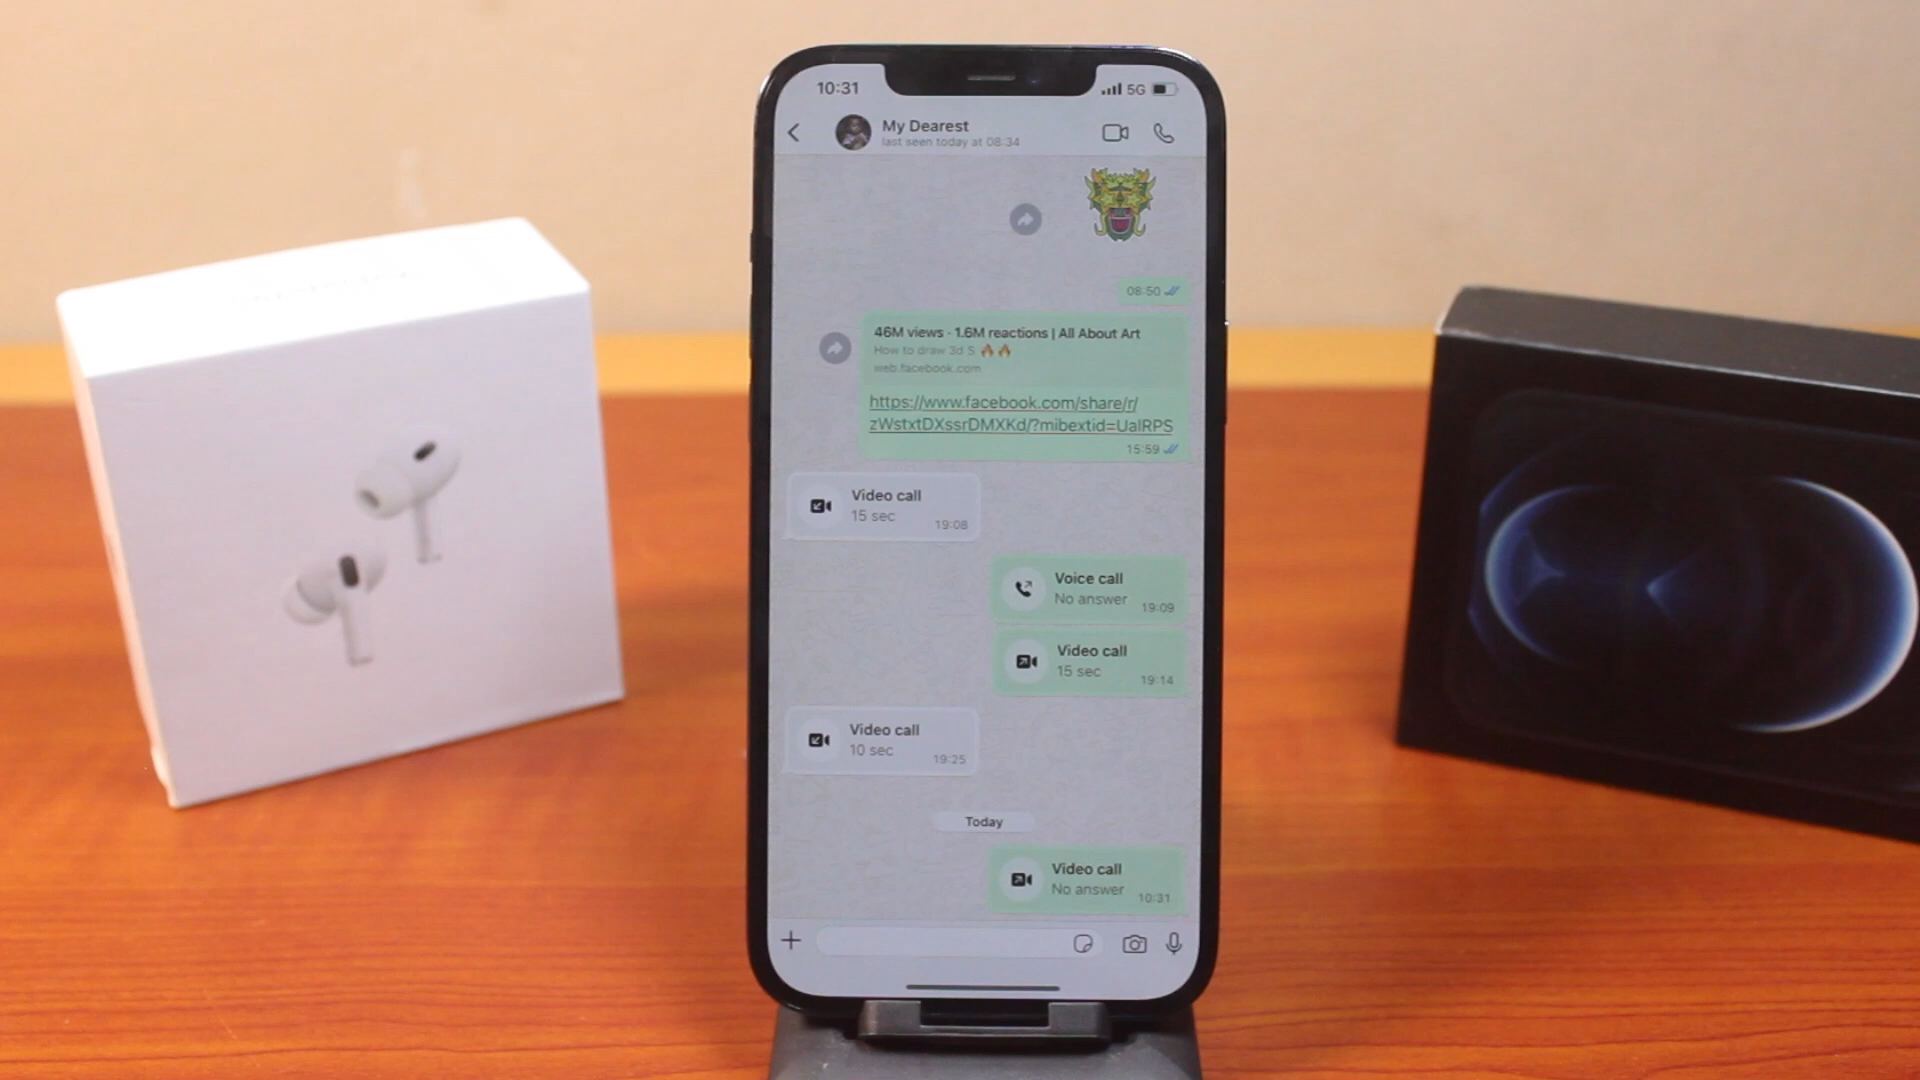 10:31
5G
My Dearest
last seen today at 08:34
08:50
46M views · 1.6M reactions | All About Art
How to draw 3d S 🔥🔥
web.facebook.com
https://www.facebook.com/share/r/
zWstxtDXssrDMXKd/?mibextid=UalRPS
15:59
Video call
15 sec
19:08
Voice call
No answer
19:09
Video call
15 sec
19:14
Video call
10 sec
19:25
Today
Video call
No answer
10:31